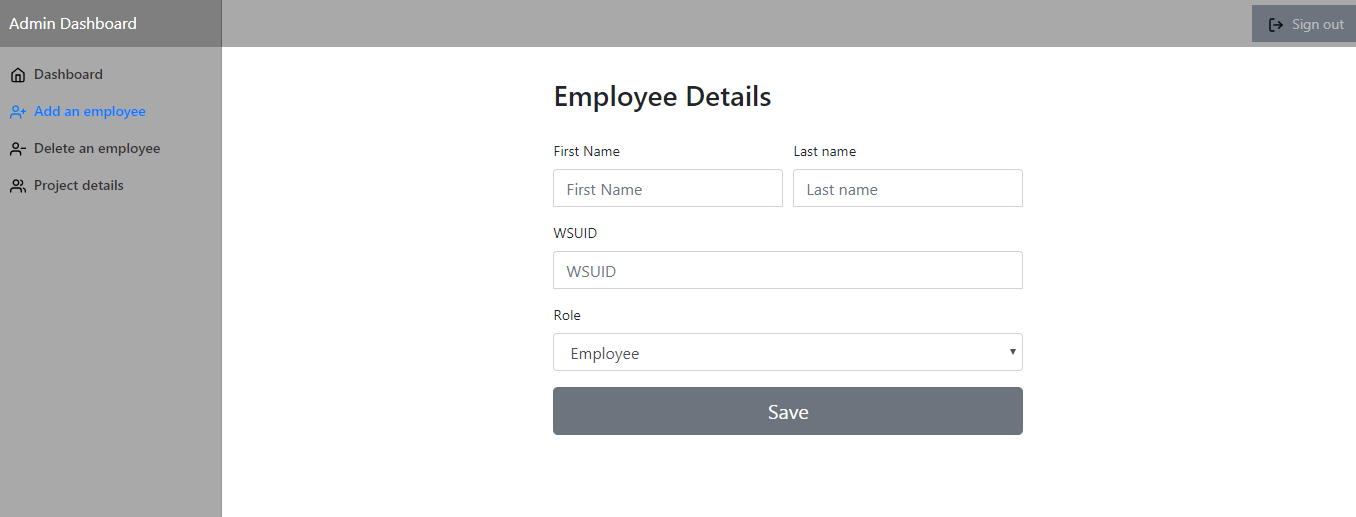 Admin Dashboard
Sign out
Dashboard
Add an employee
Delete an employee
Project details
Employee Details
First Name Last name
First Name Last name
WSUID
WSUID
Role
Employee
Save